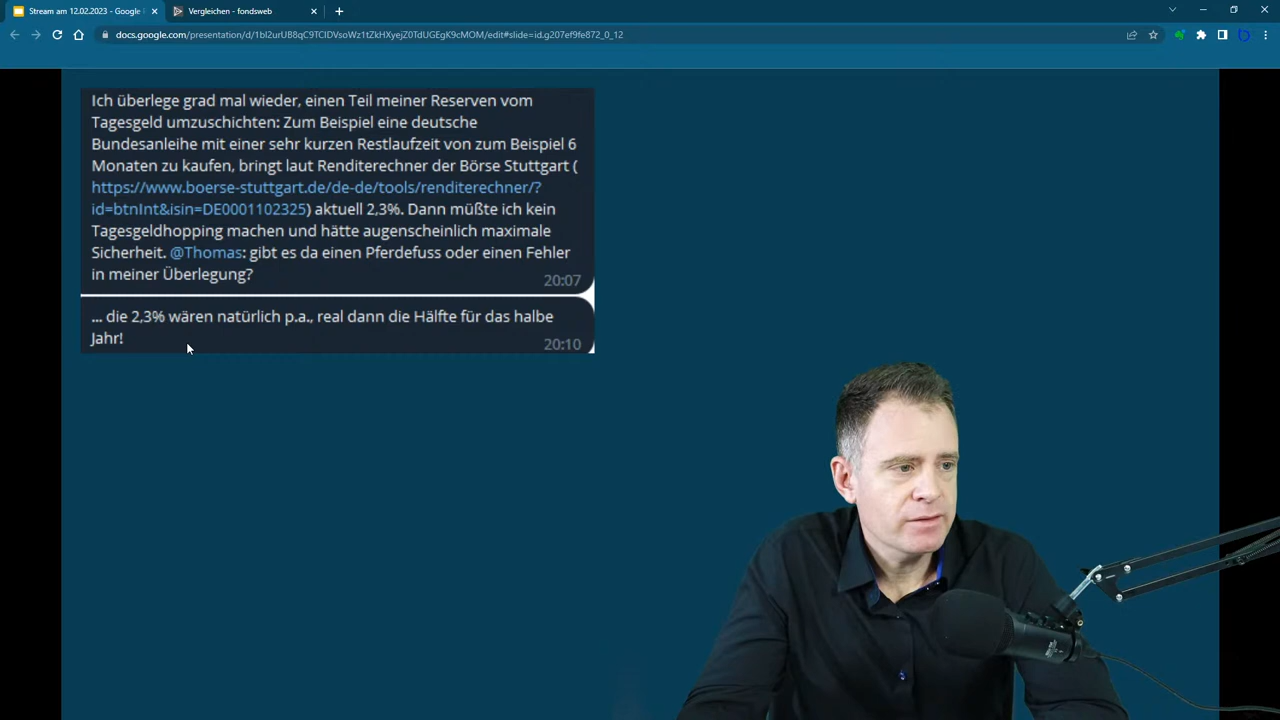 Stream am 12.02.2023 - Google
Vergleichen - fondsweb
docs.google.com/presentation/d/1bl2urUB8qC9TClDVsoWz1tZkHXyejZ0TdUGEgK9cMOM/edit#slide=id.g207ef9fe872_0_12
Ich überlege grad mal wieder, einen Teil meiner Reserven vom
Tagesgeld umzuschichten: Zum Beispiel eine deutsche
Bundesanleihe mit einer sehr kurzen Restlaufzeit von zum Beispiel 6
Monaten zu kaufen, bringt laut Renditerechner der Börse Stuttgart (
https://www.boerse-stuttgart.de/de-de/tools/renditerechner/?
id=btnInt&isin=DE0001102325) aktuell 2,3%. Dann müßte ich kein
Tagesgeldhopping machen und hätte augenscheinlich maximale
Sicherheit. @Thomas: gibt es da einen Pferdefuss oder einen Fehler
in meiner Überlegung?
20:07
... die 2,3% wären natürlich p.a., real dann die Hälfte für das halbe
Jahr!
20:10